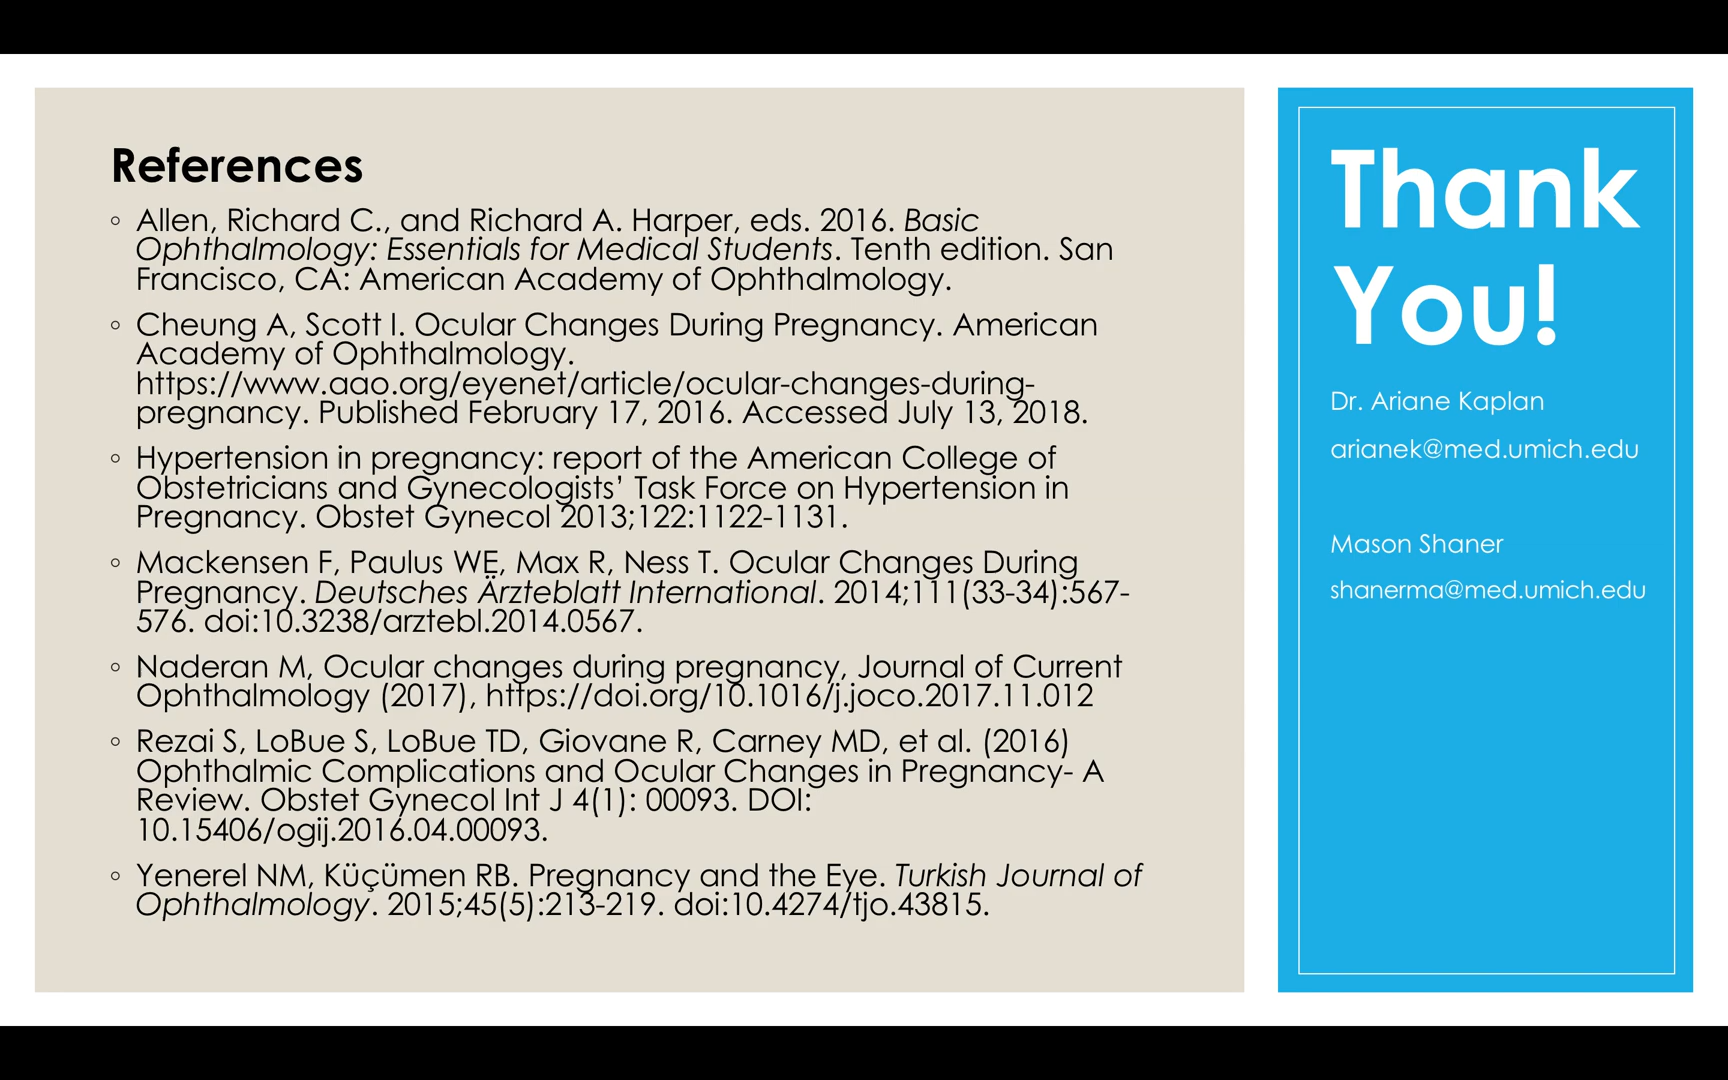 References
◦ Allen, Richard C., and Richard A. Harper, eds. 2016. Basic
Ophthalmology: Essentials for Medical Students. Tenth edition. San
Francisco, CA: American Academy of Ophthalmology.
◦ Cheung A, Scott I. Ocular Changes During Pregnancy. American
Academy of Ophthalmology.
https://www.aao.org/eyenet/article/ocular-changes-during-
pregnancy. Published February 17, 2016. Accessed July 13, 2018.
◦ Hypertension in pregnancy: report of the American College of
Obstetricians and Gynecologists’ Task Force on Hypertension in
Pregnancy. Obstet Gynecol 2013;122:1122-1131.
◦ Mackensen F, Paulus WE, Max R, Ness T. Ocular Changes During
Pregnancy. Deutsches Ärzteblatt International. 2014;111(33-34):567-
576. doi:10.3238/arztebl.2014.0567.
◦ Naderan M, Ocular changes during pregnancy, Journal of Current
Ophthalmology (2017), https://doi.org/10.1016/j.joco.2017.11.012
◦ Rezai S, LoBue S, LoBue TD, Giovane R, Carney MD, et al. (2016)
Ophthalmic Complications and Ocular Changes in Pregnancy- A
Review. Obstet Gynecol Int J 4(1): 00093. DOI:
10.15406/ogij.2016.04.00093.
◦ Yenerel NM, Küçümen RB. Pregnancy and the Eye. Turkish Journal of
Ophthalmology. 2015;45(5):213-219. doi:10.4274/tjo.43815.
Thank
You!
Dr. Ariane Kaplan
arianek@med.umich.edu
Mason Shaner
shanerma@med.umich.edu